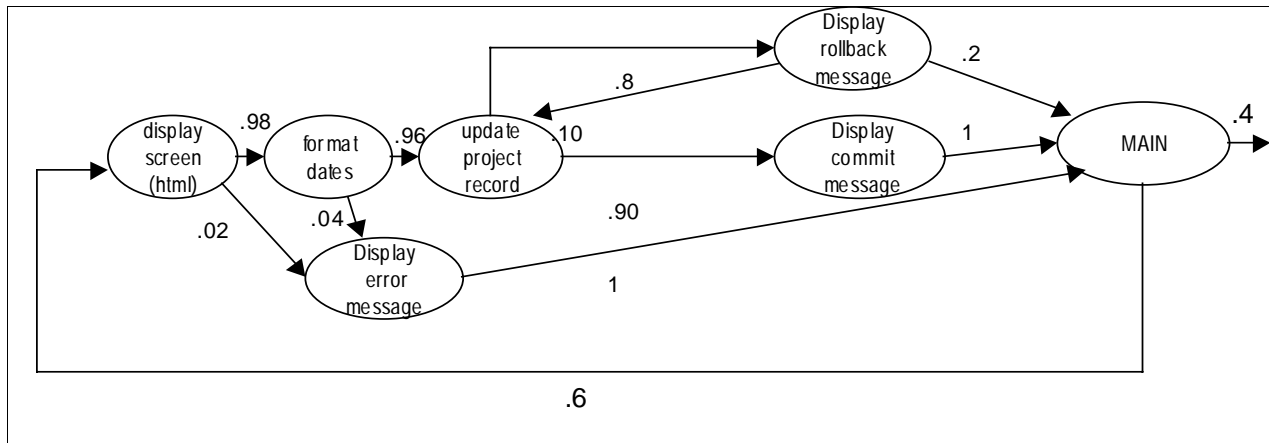 Display
rollback
message
.2
.8
display
screen
(html)
.98
format
dates
.96
update
project
record
.10
Display
commit
message
1
MAIN
.4
.02
.04
.90
Display
error
message
1
.6